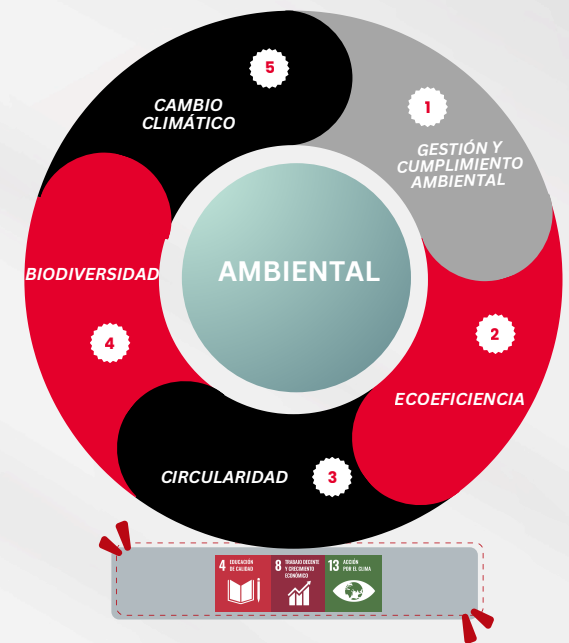 AMBIENTAL
1
GESTIÓN Y
CUMPLIMIENTO
AMBIENTAL
2
ECOEFICIENCIA
3
CIRCULARIDAD
4
BIODIVERSIDAD
5
CAMBIO
CLIMÁTICO
4 EDUCACIÓN
DE CALIDAD
8 TRABAJO DECENTE
Y CRECIMIENTO
ECONÓMICO
13 ACCIÓN
POR EL CLIMA